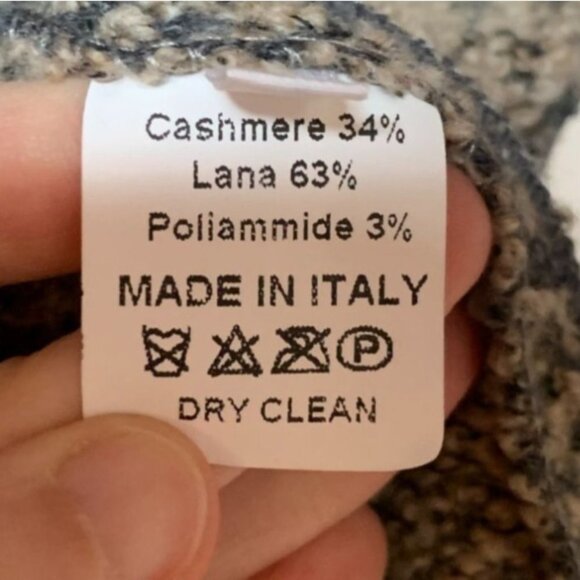 Cashmere 34%
Lana 63%
Poliammide 3%
MADE IN ITALY
P
DRY CLEAN